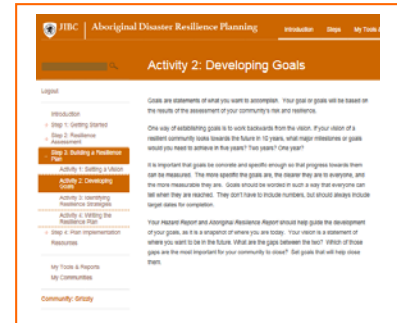 JIBC | Aboriginal Disaster Resilience Planning
Introduction Steps My Tools &
Activity 2: Developing Goals
Logout
Introduction
Step 1: Getting Started
Step 2: Resilience
Assessment
Step 3: Building a Resilience
Plan
Activity 1: Setting a Vision
Activity 2: Developing
Goals
Activity 3: Identifying
Resilience Strategies
Activity 4: Writing the
Resilience Plan
Step 4: Plan Implementation
Resources
My Tools & Reports
My Communities
Community: Grizzly
Goals are statements of what you want to accomplish. Your goal or goals will be based on
the results of the assessment of your community's risk and resilience.
One way of establishing goals is to work backwards from the vision. If your vision of a
resilient community looks towards the future in 10 years, what major milestones or goals
would you need to achieve in five years? Two years? One year?
It is important that goals be concrete and specific enough so that progress towards them
can be measured. The more specific the goals are, the clearer they are to everyone, and
the more measurable they are. Goals should be worded in such a way that everyone can
tell when they are reached. They don't have to include numbers, but should always include
target dates for completion.
Your Hazard Report and Aboriginal Resilience Report should help guide the development
of your goals, as it is a snapshot of where you are today. Your vision is a statement of
where you want to be in the future. What are the gaps between the two? Which of those
gaps are the most important for your community to close? Set goals that will help close
them.